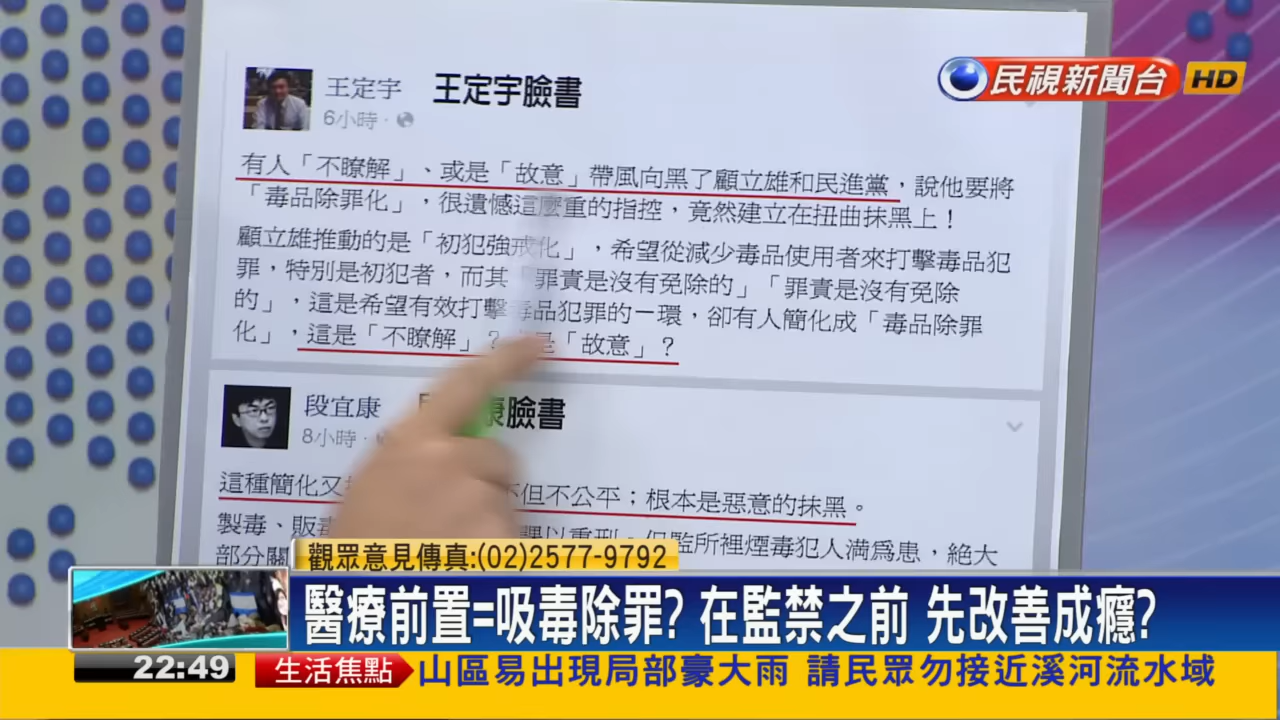 王定宇 王定宇臉書
6小時
民視新聞台 HD
有人「不瞭解」、或是「故意」帶風向黑了顧立雄和民進黨，說他要將
「毒品除罪化」，很遺憾這麼重的指控，竟然建立在扭曲抹黑上！
顧立雄推動的是「初犯強戒化」，希望從減少毒品使用者來打擊毒品犯
罪，特別是初犯者，而其「罪責是沒有免除的」「罪責是沒有免除
的」，這是希望有效打擊毒品犯罪的一環，卻有人簡化成「毒品除罪
化」，這是「不瞭解」？是「故意」？
段宜康 康臉書
8小時
這種簡化又 不但不公平；根本是惡意的抹黑。
製毒、販毒 課以重刑。但監所裡煙毒犯人滿為患，絕大
部分關
觀眾意見傳真:(02)2577-9792
醫療前置=吸毒除罪? 在監禁之前 先改善成癮?
22:49 生活焦點 山區易出現局部豪大雨 請民眾勿接近溪河流水域